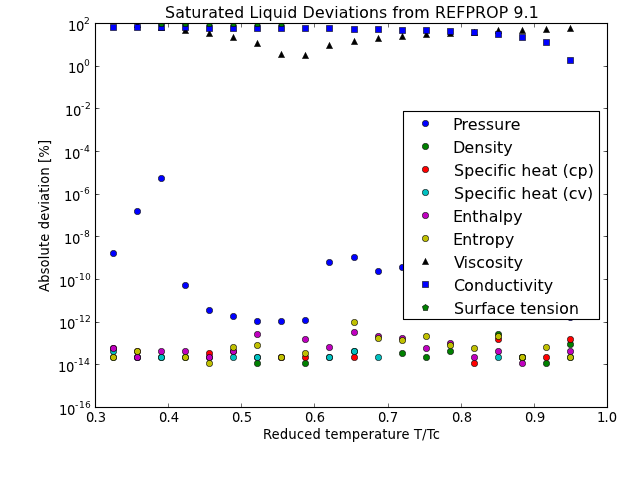 Saturated Liquid Deviations from REFPROP 9.1
10^2
10^0
10^-2
10^-4
10^-6
10^-8
10^-10
10^-12
10^-14
10^-16
Absolute deviation [%]
Pressure
Density
Specific heat (cp)
Specific heat (cv)
Enthalpy
Entropy
Viscosity
Conductivity
Surface tension
0.3 0.4 0.5 0.6 0.7 0.8 0.9 1.0
Reduced temperature T/Tc